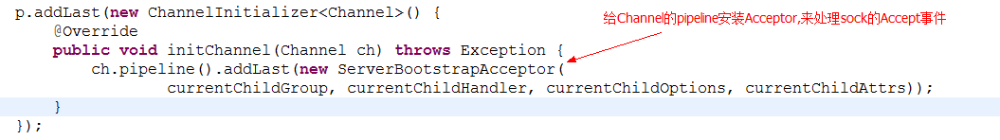 p.addLast(new ChannelInitializer<Channel>() {
给Channel的pipeline安装Acceptor,来处理sock的Accept事件
@Override
public void initChannel(Channel ch) throws Exception {
ch.pipeline().addLast(new ServerBootstrapAcceptor(
currentChildGroup, currentChildHandler, currentChildOptions, currentChildAttrs));
}
});